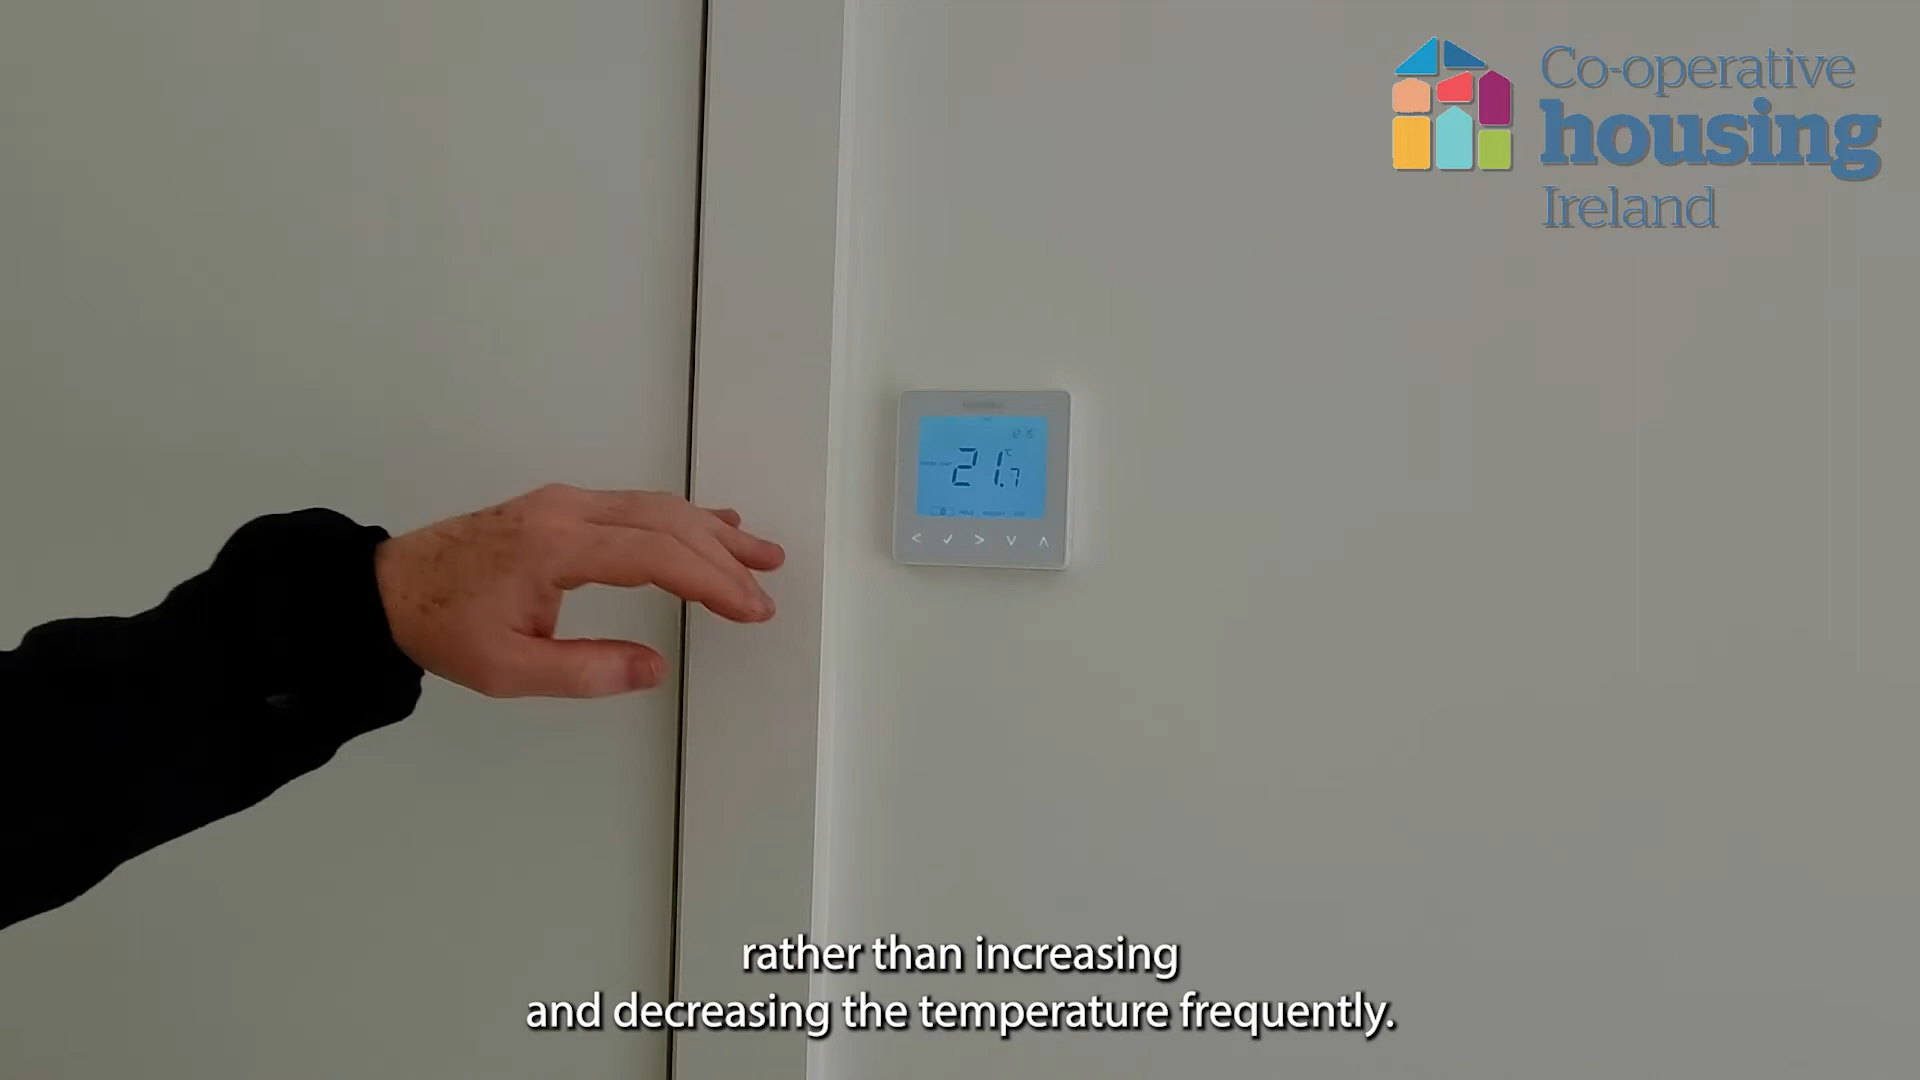 Co-operative
housing
Ireland
21.7
°C
< ✓ > ∨ ∧
rather than increasing
and decreasing the temperature frequently.